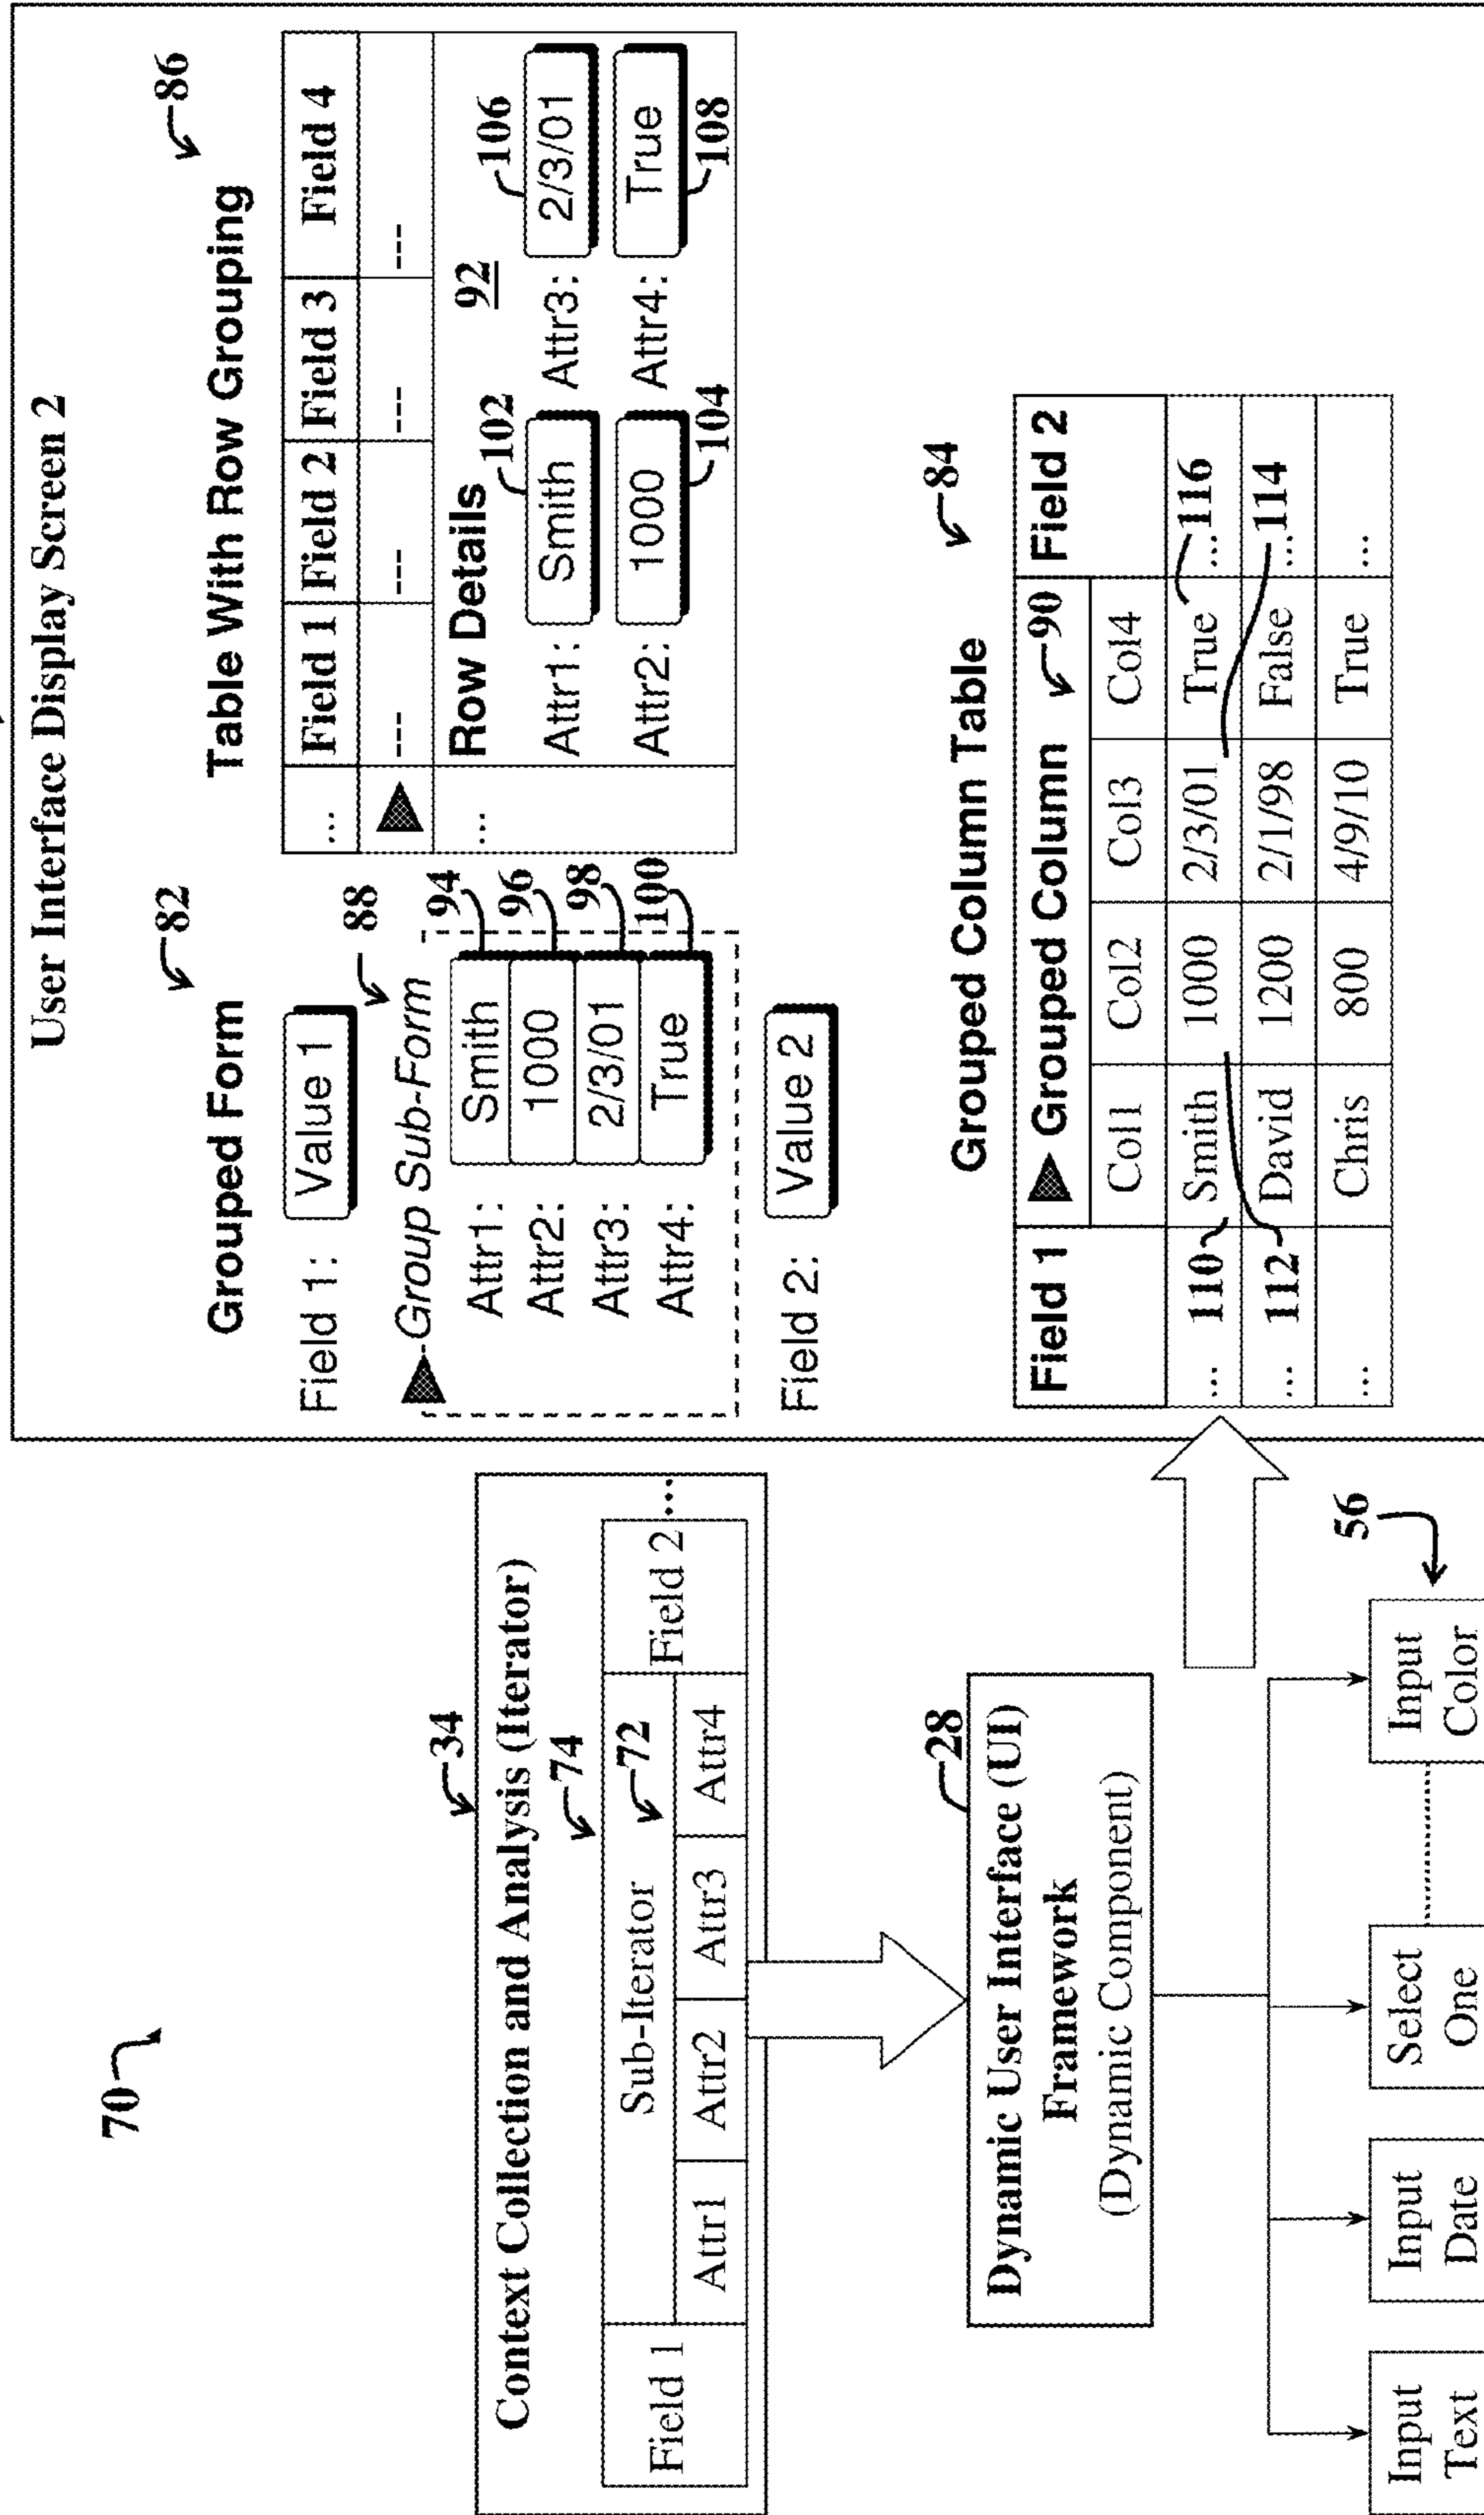 70
Context Collection and Analysis (Iterator)
34
74
Field 1
Sub-Iterator
72
Field 2
...
Attr1
Attr2
Attr3
Attr4
Dynamic User Interface (UI)
Framework
(Dynamic Component)
28
Input
Text
Input
Date
Select
One
Input
Color
56
User Interface Display Screen 2
Grouped Form
82
Field 1:
Value 1
88
Group Sub-Form
Attr1:
Smith
94
Attr2:
1000
96
Attr3:
2/3/01
98
Attr4:
True
100
Field 2:
Value 2
Table With Row Grouping
86
...
Field 1
Field 2
Field 3
Field 4
---
---
---
---
...
Row Details
102
92
106
Attr1:
Smith
Attr3:
2/3/01
Attr2:
1000
Attr4:
True
104
108
Grouped Column Table
84
Field 1
Grouped Column
90
Field 2
Col1
Col2
Col3
Col4
...
110
Smith
1000
2/3/01
True
...
116
...
112
David
1200
2/1/98
False
...
114
...
Chris
800
4/9/10
True
...